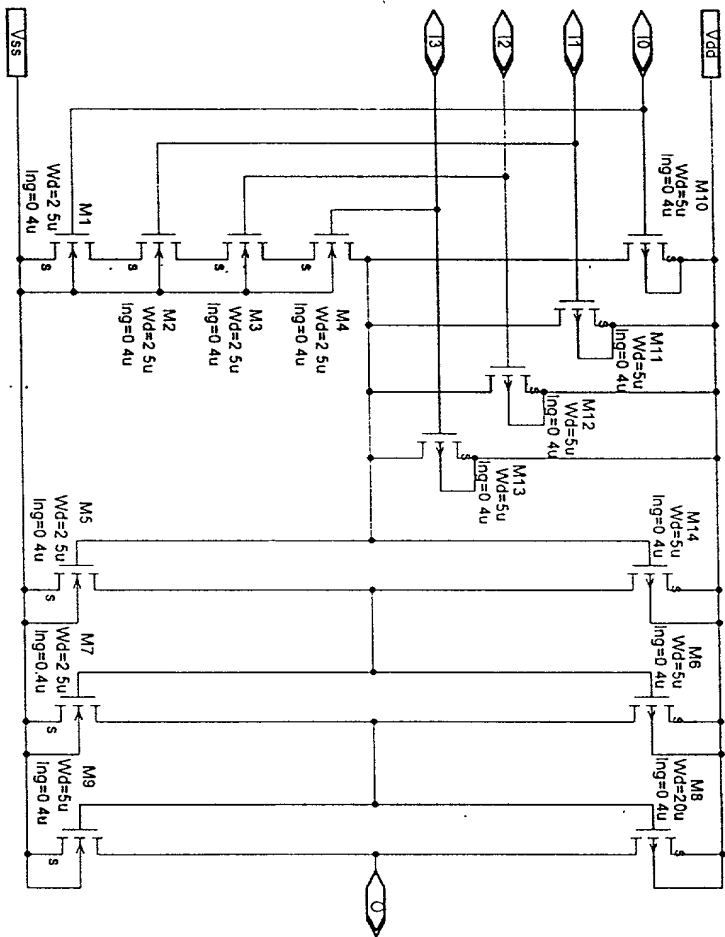 Vdd
M10
Wd=5u
lng=0 4u
s
M11
Wd=5u
lng=0 4u
s
M12
Wd=5u
lng=0 4u
s
M13
Wd=5u
lng=0 4u
s
M14
Wd=5u
lng=0 4u
s
M6
Wd=5u
lng=0 4u
s
M8
Wd=20u
lng=0 4u
s
I0
I1
I2
I3
O
M4
Wd=2 5u
lng=0 4u
s
M3
Wd=2 5u
lng=0 4u
s
M2
Wd=2 5u
lng=0 4u
s
M1
Wd=2 5u
lng=0 4u
s
M5
Wd=2 5u
lng=0 4u
s
M7
Wd=2 5u
lng=0.4u
s
M9
Wd=5u
lng=0 4u
s
Vss